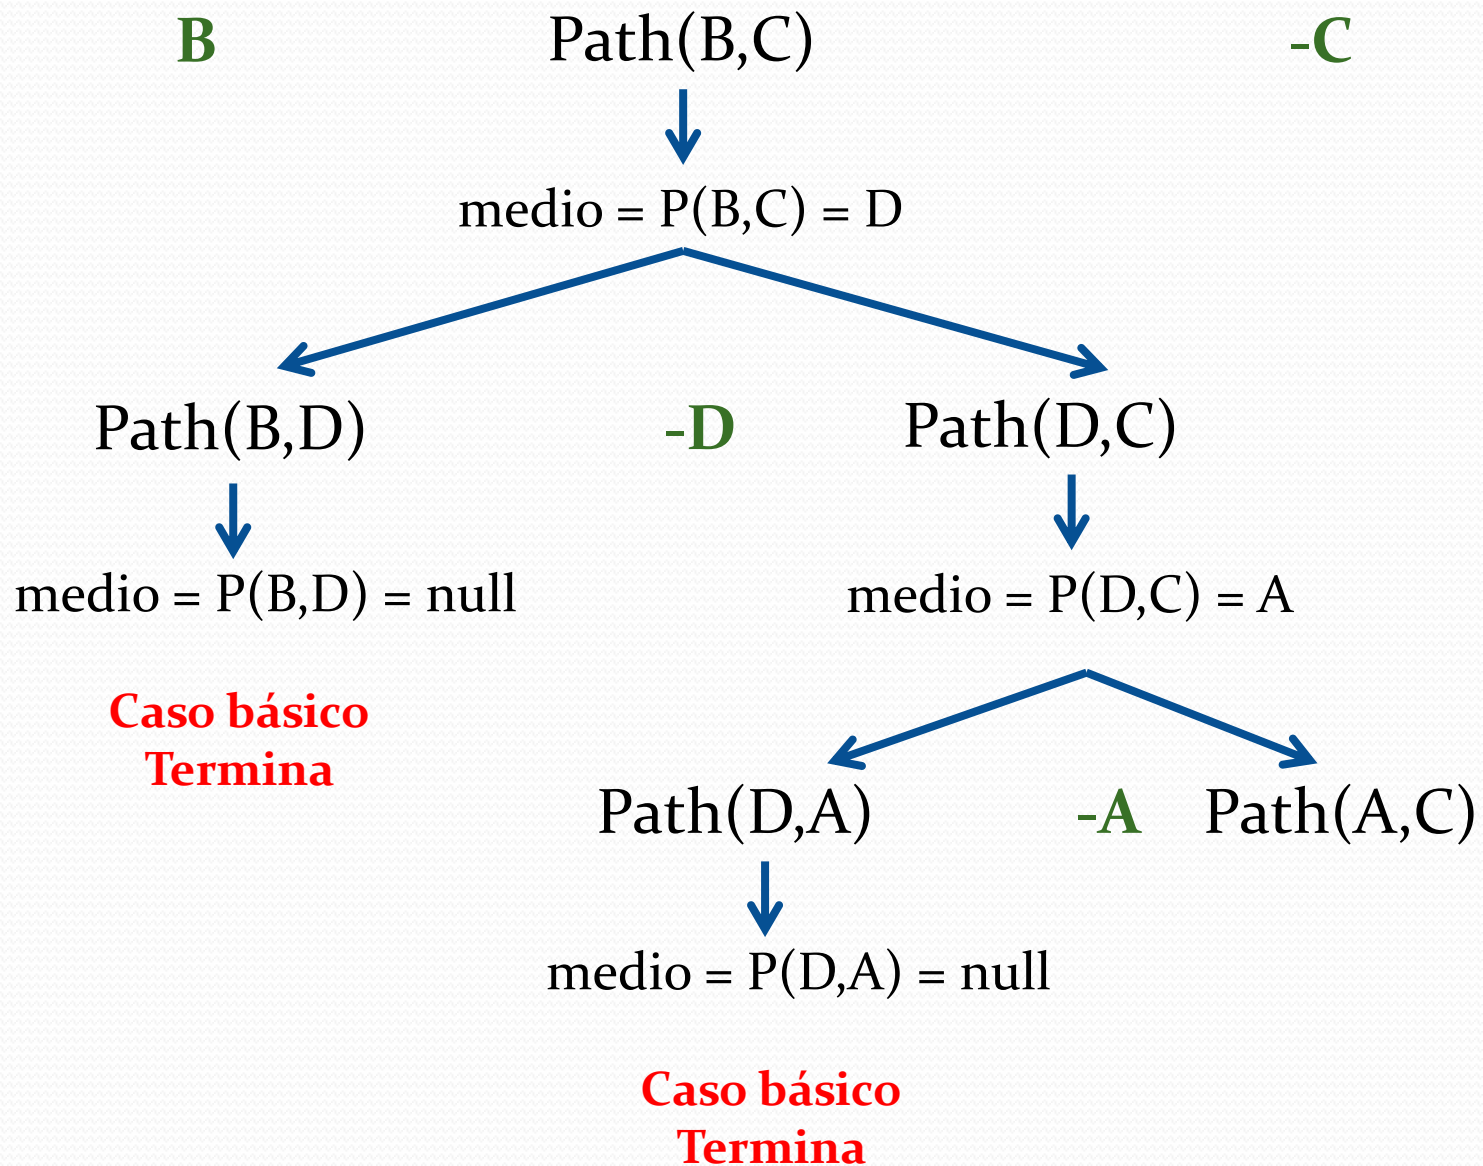 B Path(B,C) -C
medio = P(B,C) = D
Path(B,D) -D Path(D,C)
medio = P(B,D) = null medio = P(D,C) = A
Caso básico
Termina
Path(D,A) -A Path(A,C)
medio = P(D,A) = null
Caso básico
Termina